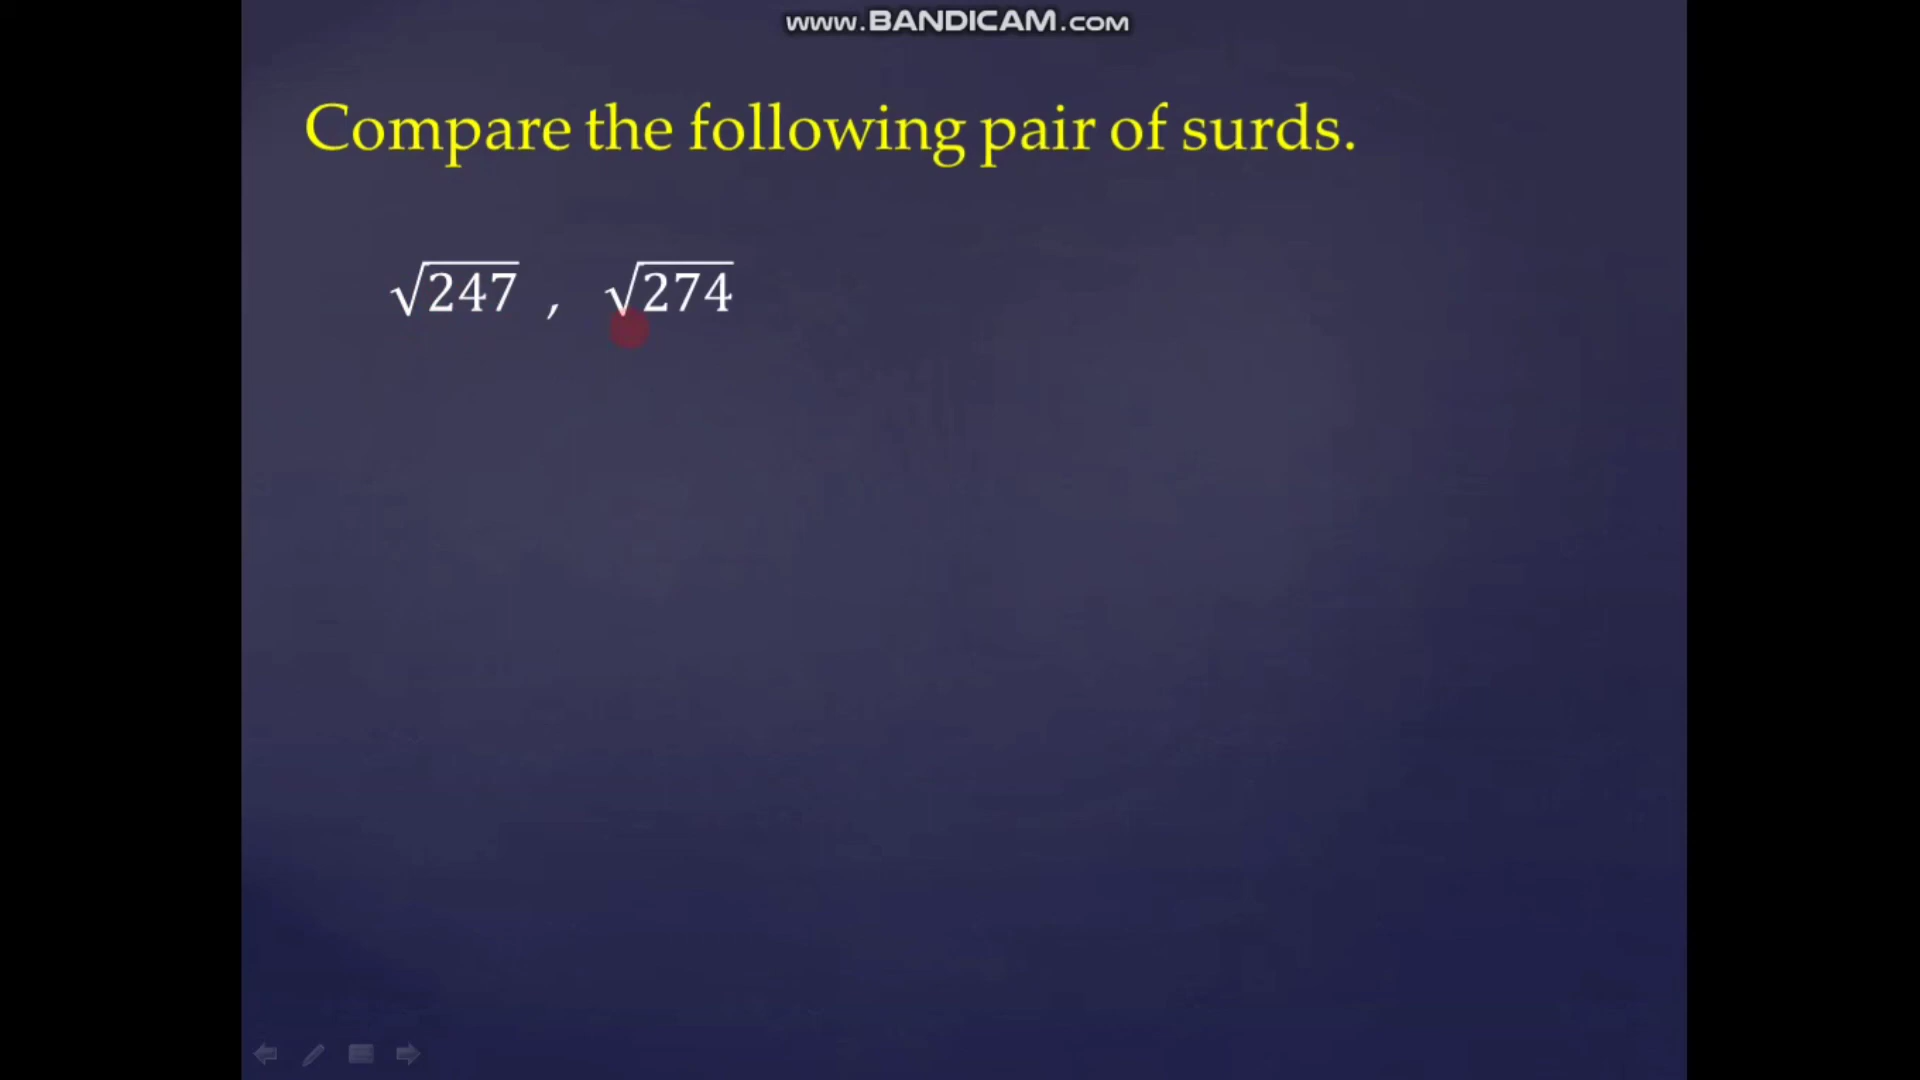 www.BANDICAM.com
Compare the following pair of surds.
√247 , √274